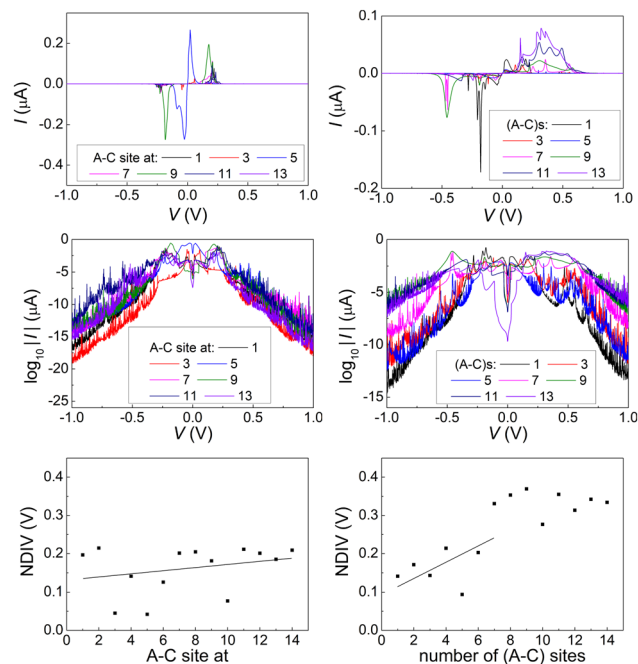 0.4
0.2
0.0
-0.2
-0.4
I (μA)
A-C site at: 1 3 5
7 9 11 13
-1.0 -0.5 0.0 0.5 1.0
V (V)
0.1
0.0
-0.1
-0.2
I (μA)
(A-C)s: 1
3 5
7 9
11 13
-1.0 -0.5 0.0 0.5 1.0
V (V)
0
-5
-10
-15
-20
-25
log10 |I| (μA)
A-C site at: 1
3 5
7 9
11 13
-1.0 -0.5 0.0 0.5 1.0
V (V)
0
-5
-10
-15
log10 |I| (μA)
(A-C)s: 1 3
5 7 9
11 13
-1.0 -0.5 0.0 0.5 1.0
V (V)
0.4
0.3
0.2
0.1
0.0
NDIV (V)
0 2 4 6 8 10 12 14
A-C site at
0.4
0.3
0.2
0.1
0.0
NDIV (V)
0 2 4 6 8 10 12 14
number of (A-C) sites